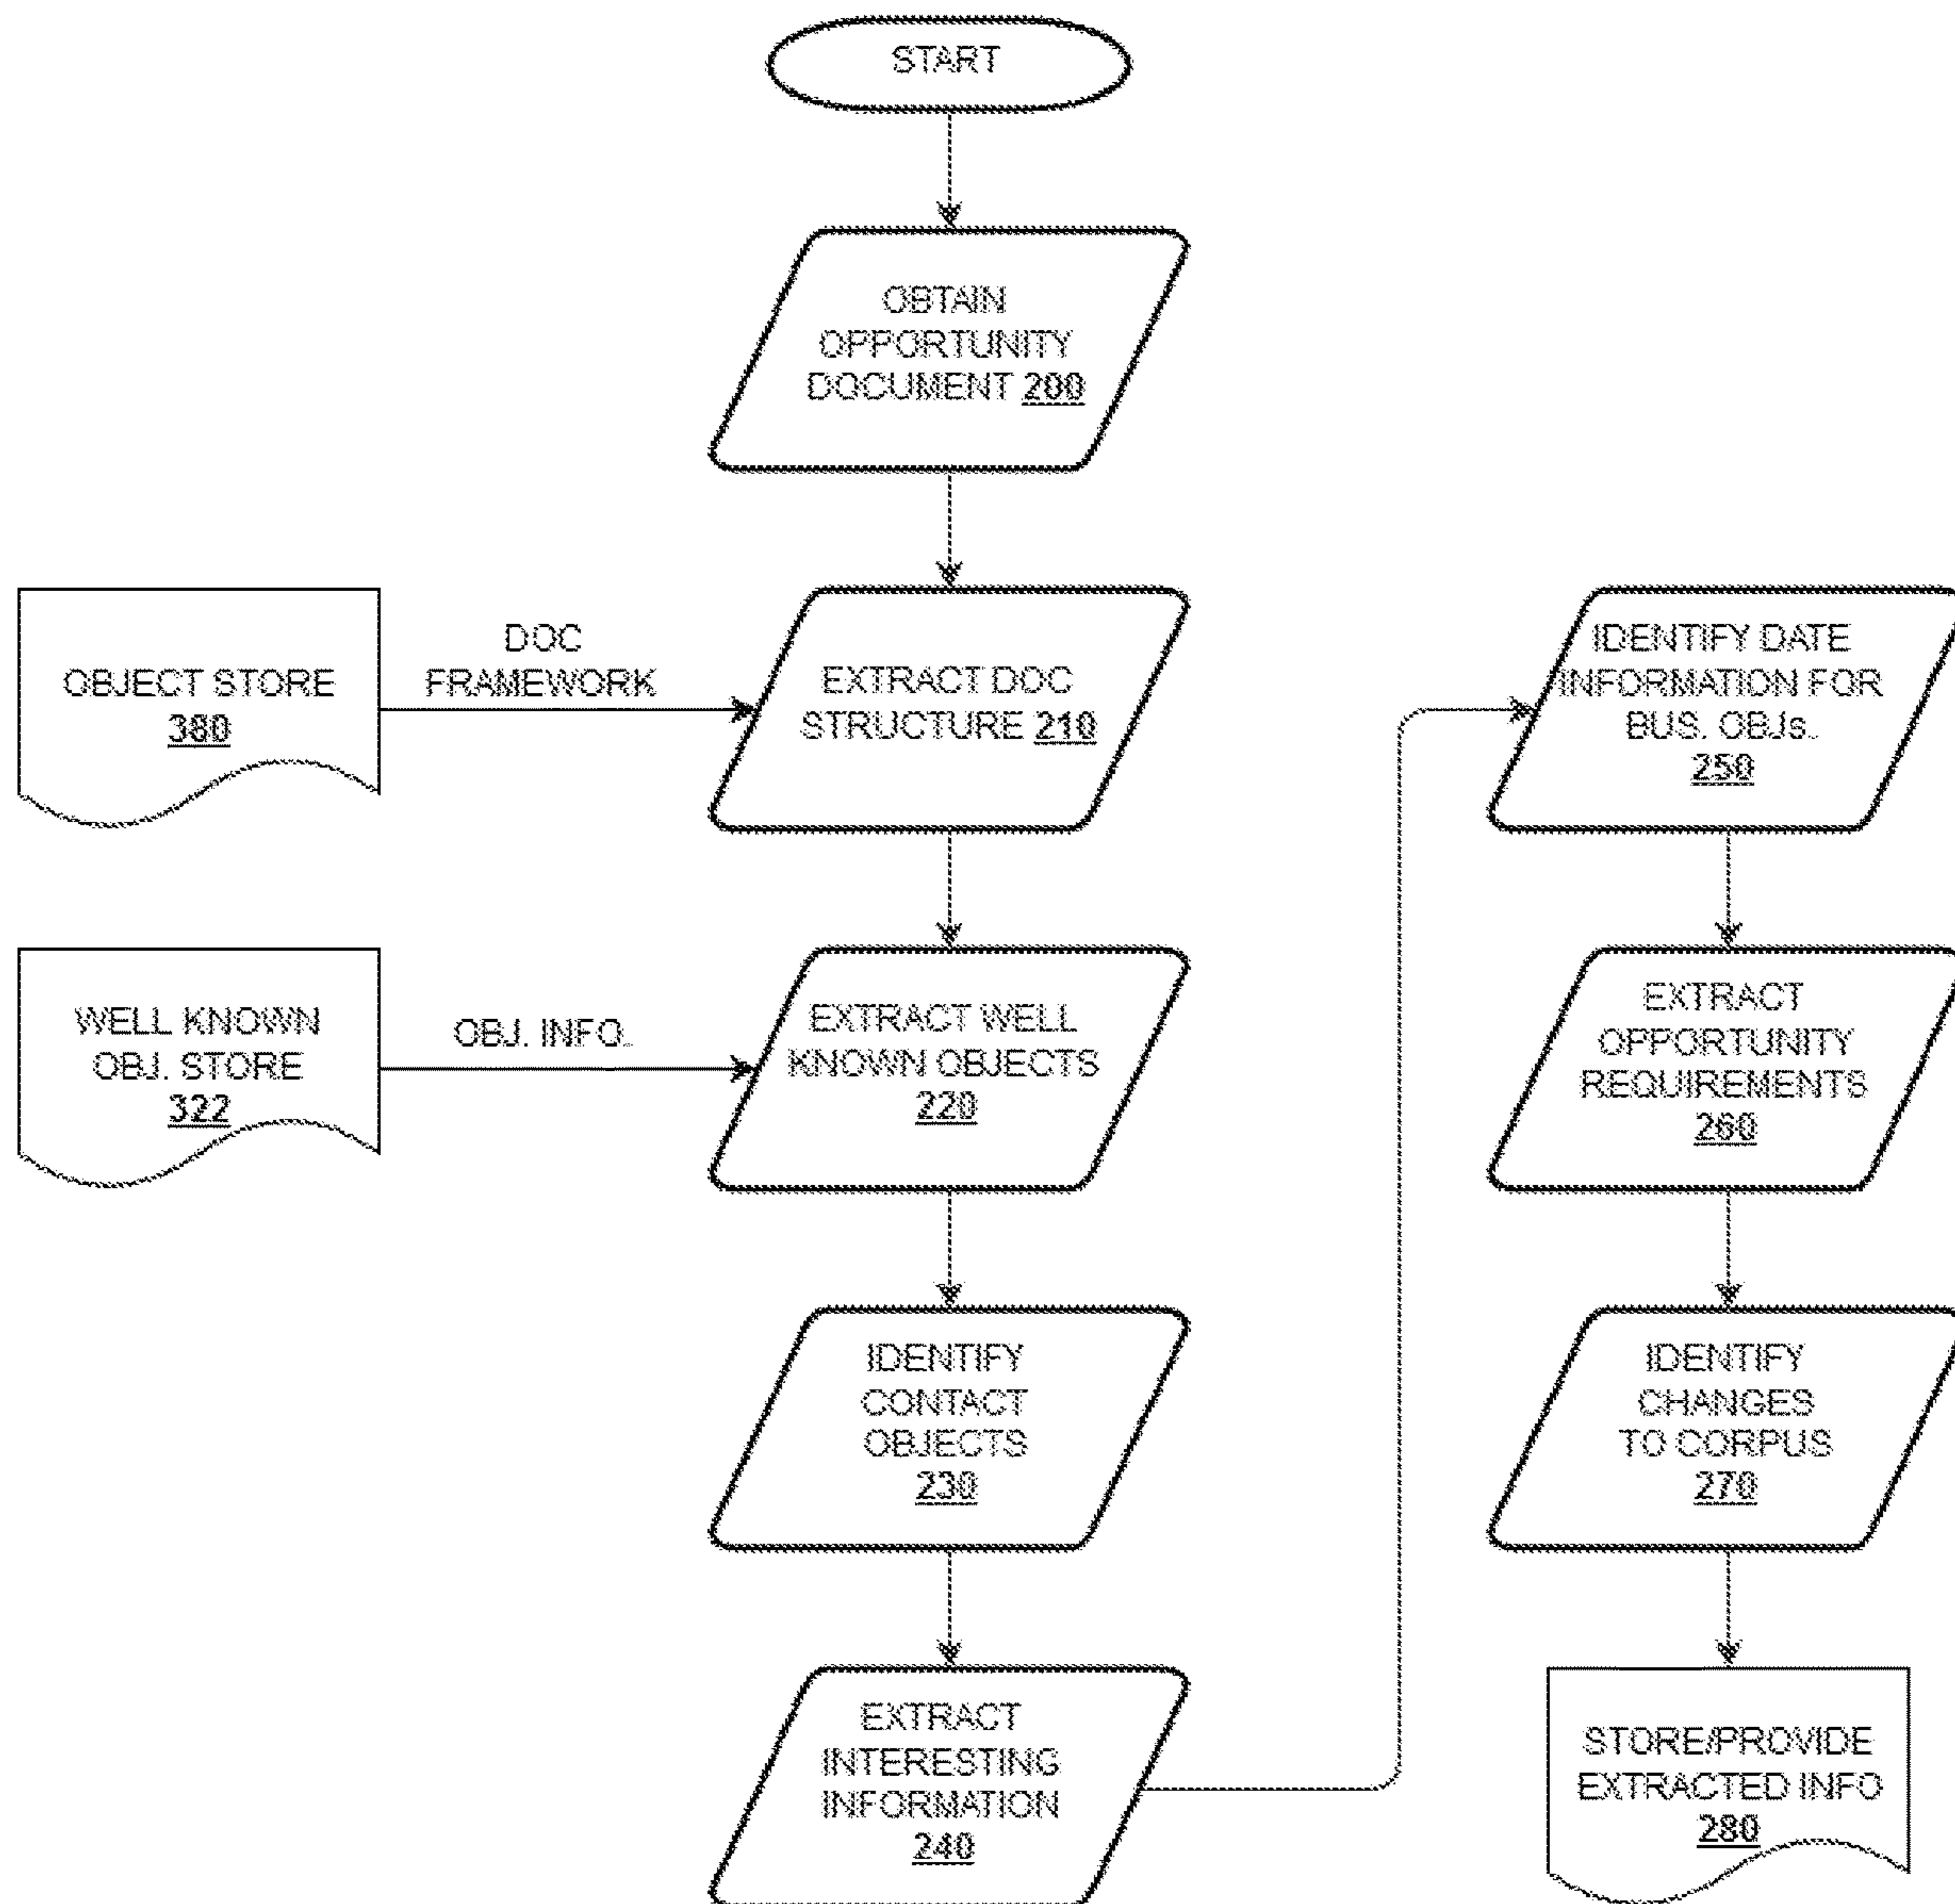 START
OBTAIN
OPPORTUNITY
DOCUMENT 200
OBJECT STORE
380
DOC
FRAMEWORK
EXTRACT DOC
STRUCTURE 210
WELL KNOWN
OBJ. STORE
322
OBJ. INFO.
EXTRACT WELL
KNOWN OBJECTS
220
IDENTIFY
CONTACT
OBJECTS
230
EXTRACT
INTERESTING
INFORMATION
240
IDENTIFY DATE
INFORMATION FOR
BUS. OBJs.
250
EXTRACT
OPPORTUNITY
REQUIREMENTS
260
IDENTIFY
CHANGES
TO CORPUS
270
STORE/PROVIDE
EXTRACTED INFO
280